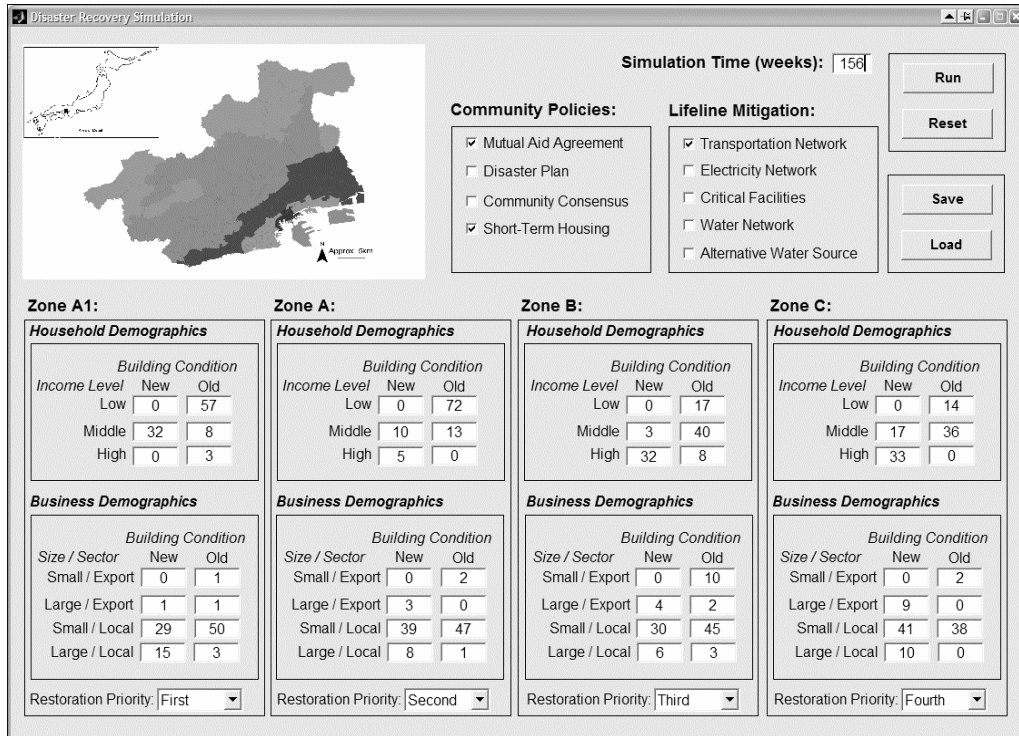 Disaster Recovery Simulation
Simulation Time (weeks): 156
Run
Reset
Save
Load
Community Policies:
Mutual Aid Agreement
Disaster Plan
Community Consensus
Short-Term Housing
Lifeline Mitigation:
Transportation Network
Electricity Network
Critical Facilities
Water Network
Alternative Water Source
N
Approx. 5km
Zone A1:
Household Demographics
Building Condition
Income Level New Old
Low 0 57
Middle 32 8
High 0 3
Business Demographics
Building Condition
Size / Sector New Old
Small / Export 0 1
Large / Export 1 1
Small / Local 29 50
Large / Local 15 3
Restoration Priority: First
Zone A:
Household Demographics
Building Condition
Income Level New Old
Low 0 72
Middle 10 13
High 5 0
Business Demographics
Building Condition
Size / Sector New Old
Small / Export 0 2
Large / Export 3 0
Small / Local 39 47
Large / Local 8 1
Restoration Priority: Second
Zone B:
Household Demographics
Building Condition
Income Level New Old
Low 0 17
Middle 3 40
High 32 8
Business Demographics
Building Condition
Size / Sector New Old
Small / Export 0 10
Large / Export 4 2
Small / Local 30 45
Large / Local 6 3
Restoration Priority: Third
Zone C:
Household Demographics
Building Condition
Income Level New Old
Low 0 14
Middle 17 36
High 33 0
Business Demographics
Building Condition
Size / Sector New Old
Small / Export 0 2
Large / Export 9 0
Small / Local 41 38
Large / Local 10 0
Restoration Priority: Fourth